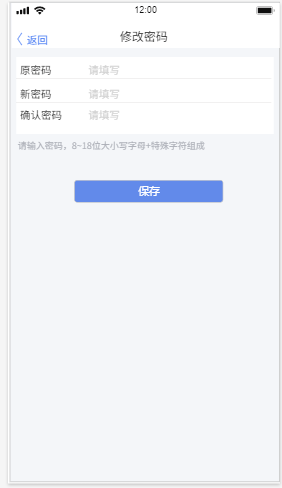 12:00
返回 修改密码
原密码 请填写
新密码 请填写
确认密码 请填写
请输入密码，8~18位大小写字母+特殊字符组成
保存